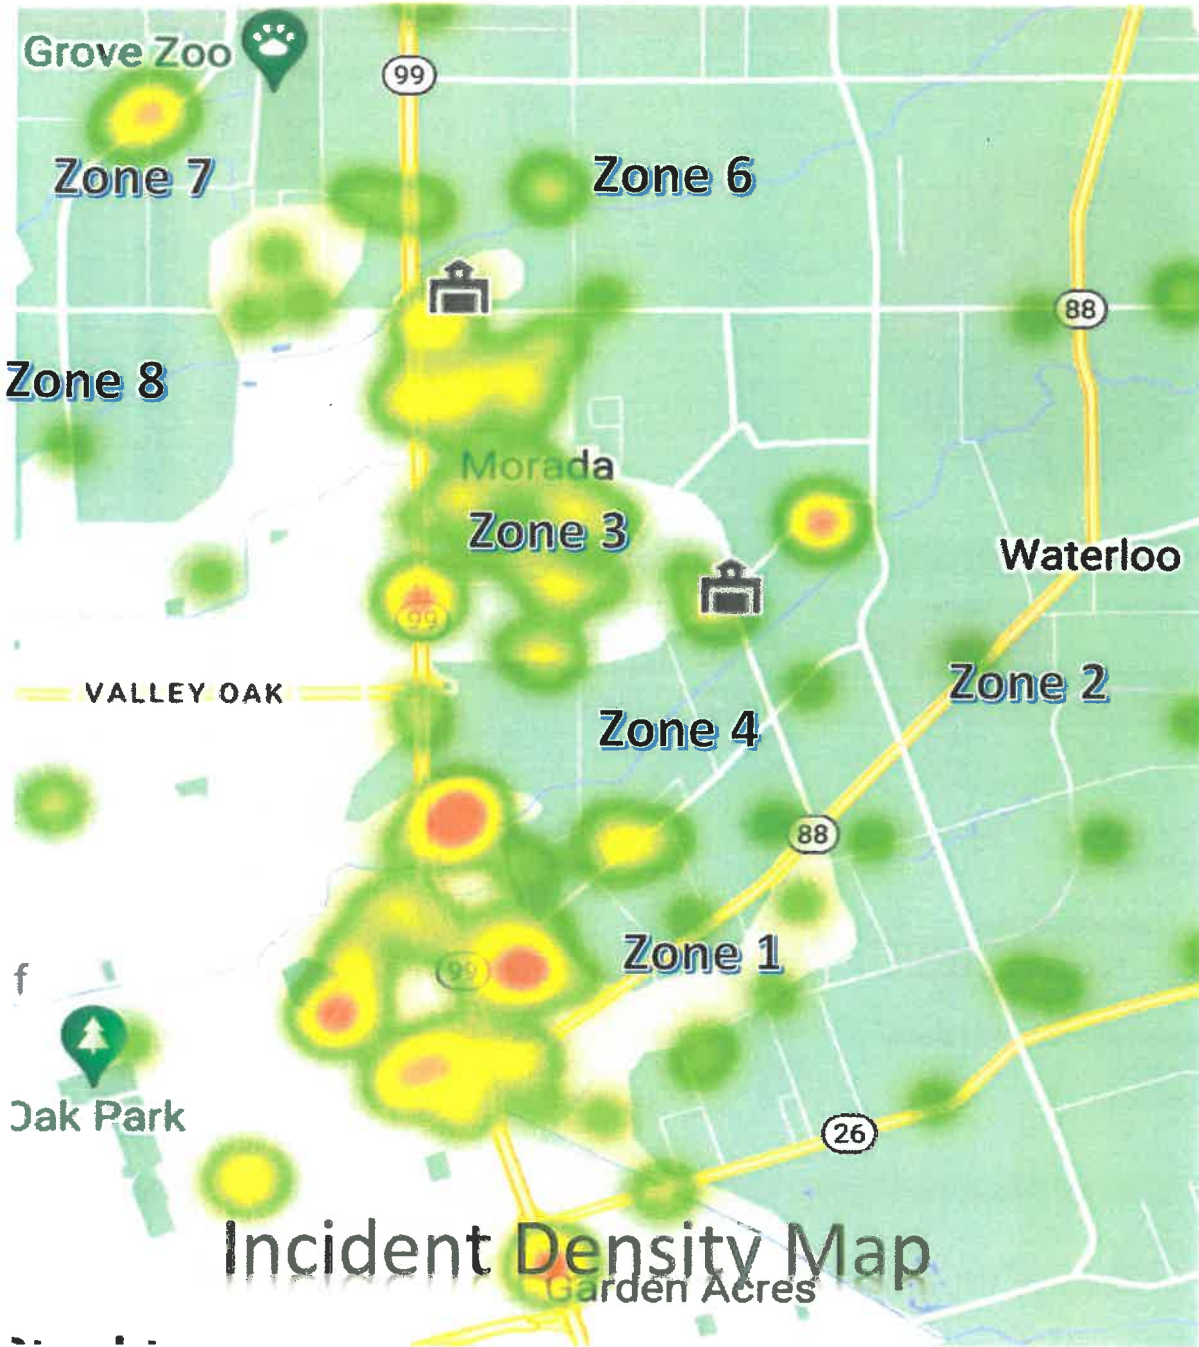 Grove Zoo
99
Zone 7
Zone 6
88
Zone 8
Morada
Zone 3
Waterloo
99
Zone 2
VALLEY OAK
Zone 4
88
Zone 1
99
f
Oak Park
26
Incident Density Map
Garden Acres